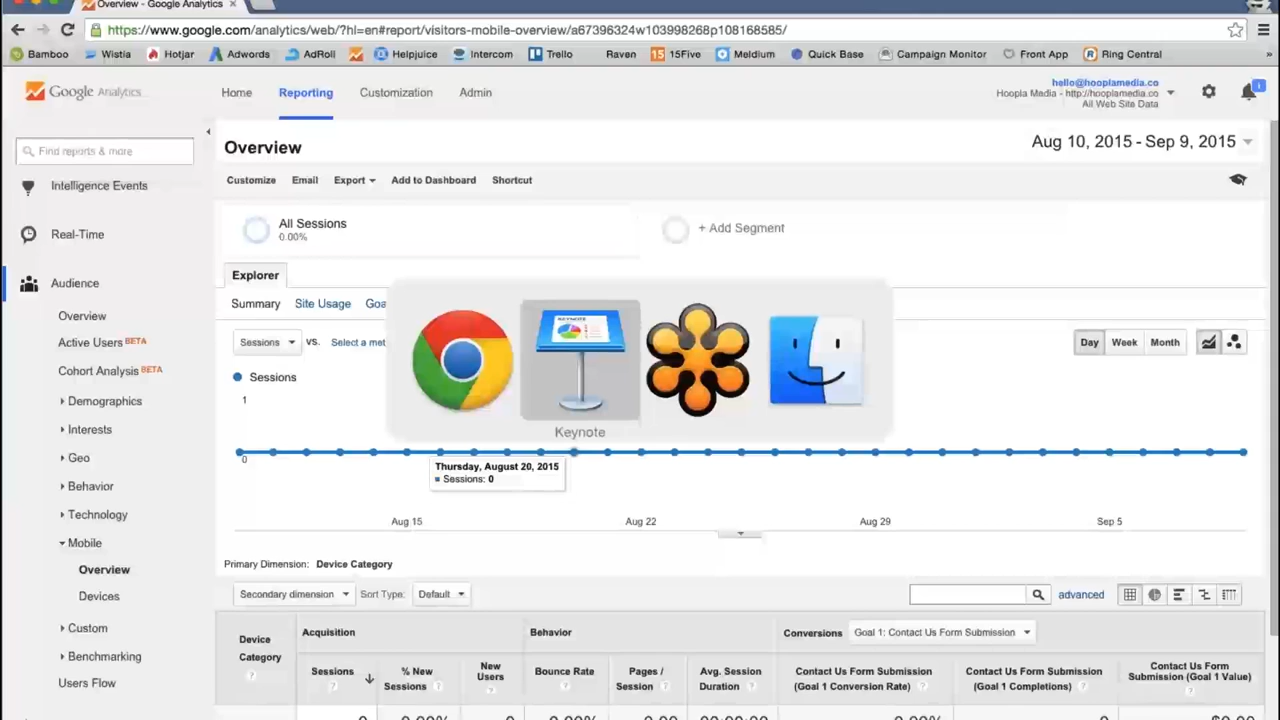 Overview - Google Analytics
https://www.google.com/analytics/web/?hl=en#report/visitors-mobile-overview/a67396324w103998268p108168585/
Bamboo Wistia Hotjar Adwords AdRoll Helpjuice Intercom Trello Raven 15Five Meldium Quick Base Campaign Monitor Front App Ring Central »
Google Analytics
Home Reporting Customization Admin
hello@hooplamedia.co
Hoopla Media - http://hooplamedia.co
All Web Site Data
1
Find reports & more
Intelligence Events
Real-Time
Audience
Overview
Active Users BETA
Cohort Analysis BETA
Demographics
Interests
Geo
Behavior
Technology
Mobile
Overview
Devices
Custom
Benchmarking
Users Flow
Overview
Aug 10, 2015 - Sep 9, 2015
Customize Email Export Add to Dashboard Shortcut
All Sessions
0.00%
+ Add Segment
Explorer
Summary Site Usage
Sessions VS. Select a met
Day Week Month
Sessions
1
0
KEYNOTE
Keynote
Thursday, August 20, 2015
Sessions: 0
Aug 15 Aug 22 Aug 29 Sep 5
Primary Dimension: Device Category
Secondary dimension Sort Type: Default
advanced
Device Category
Acquisition
Behavior
Conversions Goal 1: Contact Us Form Submission
Sessions
% New Sessions
New Users
Bounce Rate
Pages / Session
Avg. Session Duration
Contact Us Form Submission (Goal 1 Conversion Rate)
Contact Us Form Submission (Goal 1 Completions)
Contact Us Form Submission (Goal 1 Value)